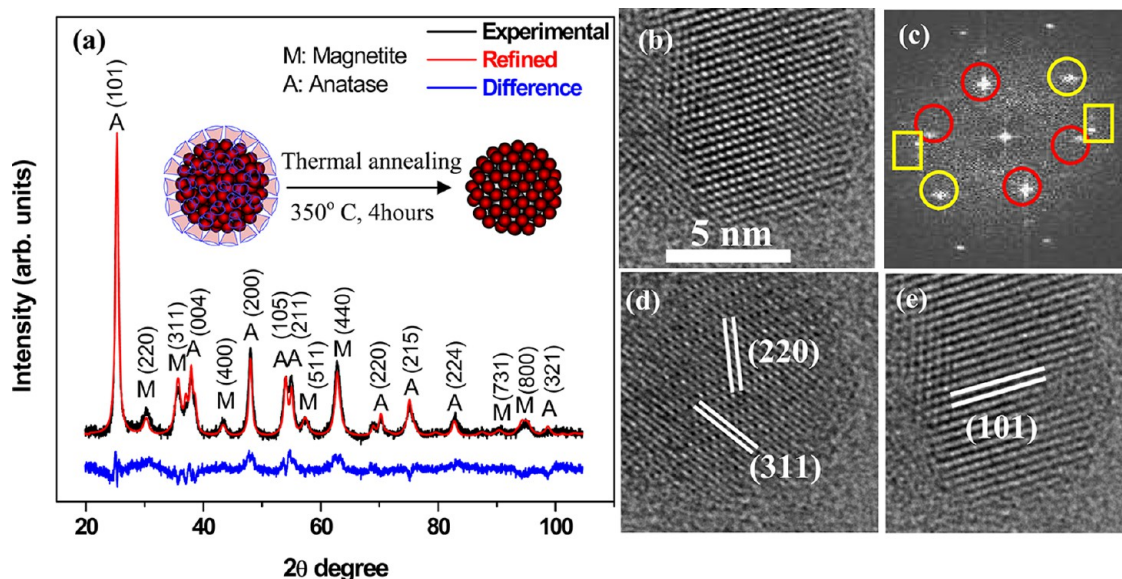 (a)
M: Magnetite
A: Anatase
Experimental
Refined
Difference
Thermal annealing
350° C, 4hours
Intensity (arb. units)
A (101)
M (220)
M (311)
A (004)
M (400)
A (200)
A (105)
A (211)
M (511)
M (440)
A (220)
A (215)
A (224)
M (731)
M (800)
A (321)
20 40 60 80 100
2θ degree
(b)
5 nm
(c)
(d)
(220)
(311)
(e)
(101)